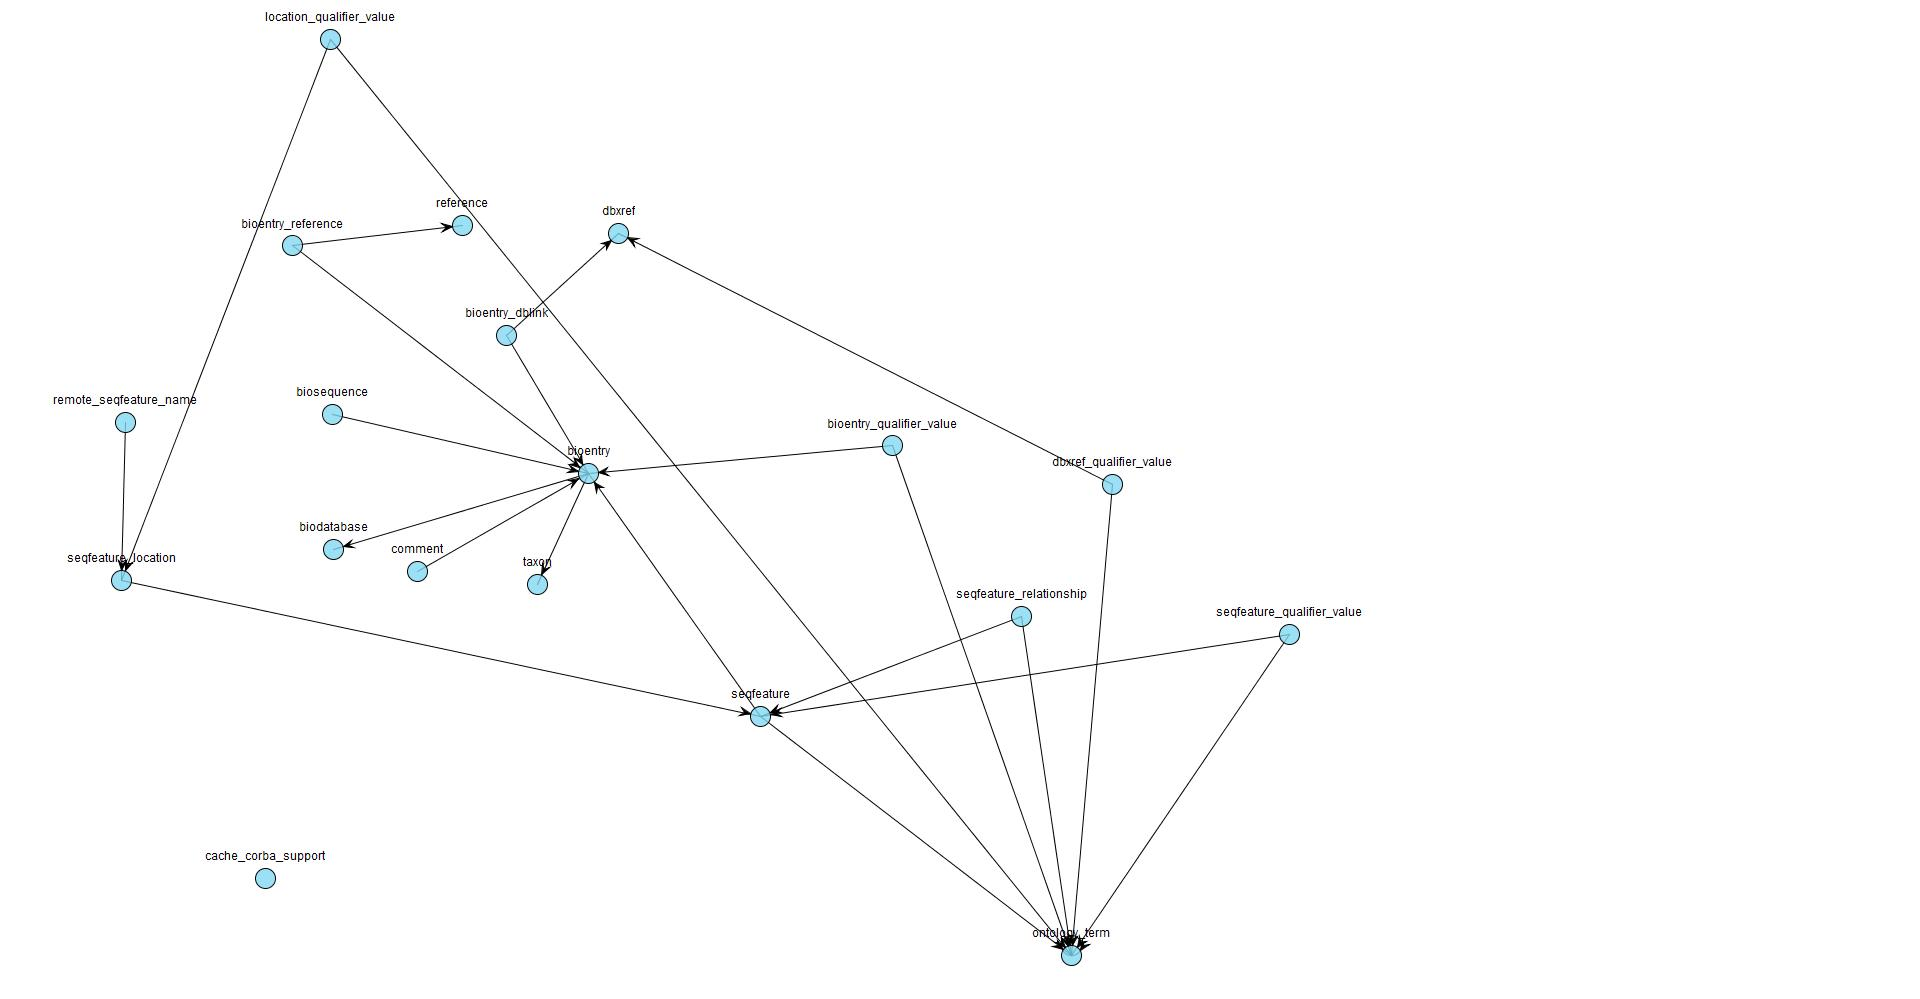 location_qualifier_value
reference
dbxref
bioentry_reference
bioentry_dblink
biosequence
remote_seqfeature_name
bioentry_qualifier_value
bioentry
dbxref_qualifier_value
biodatabase
comment
seqfeature_location
taxon
seqfeature_relationship
seqfeature_qualifier_value
seqfeature
cache_corba_support
ontology_term